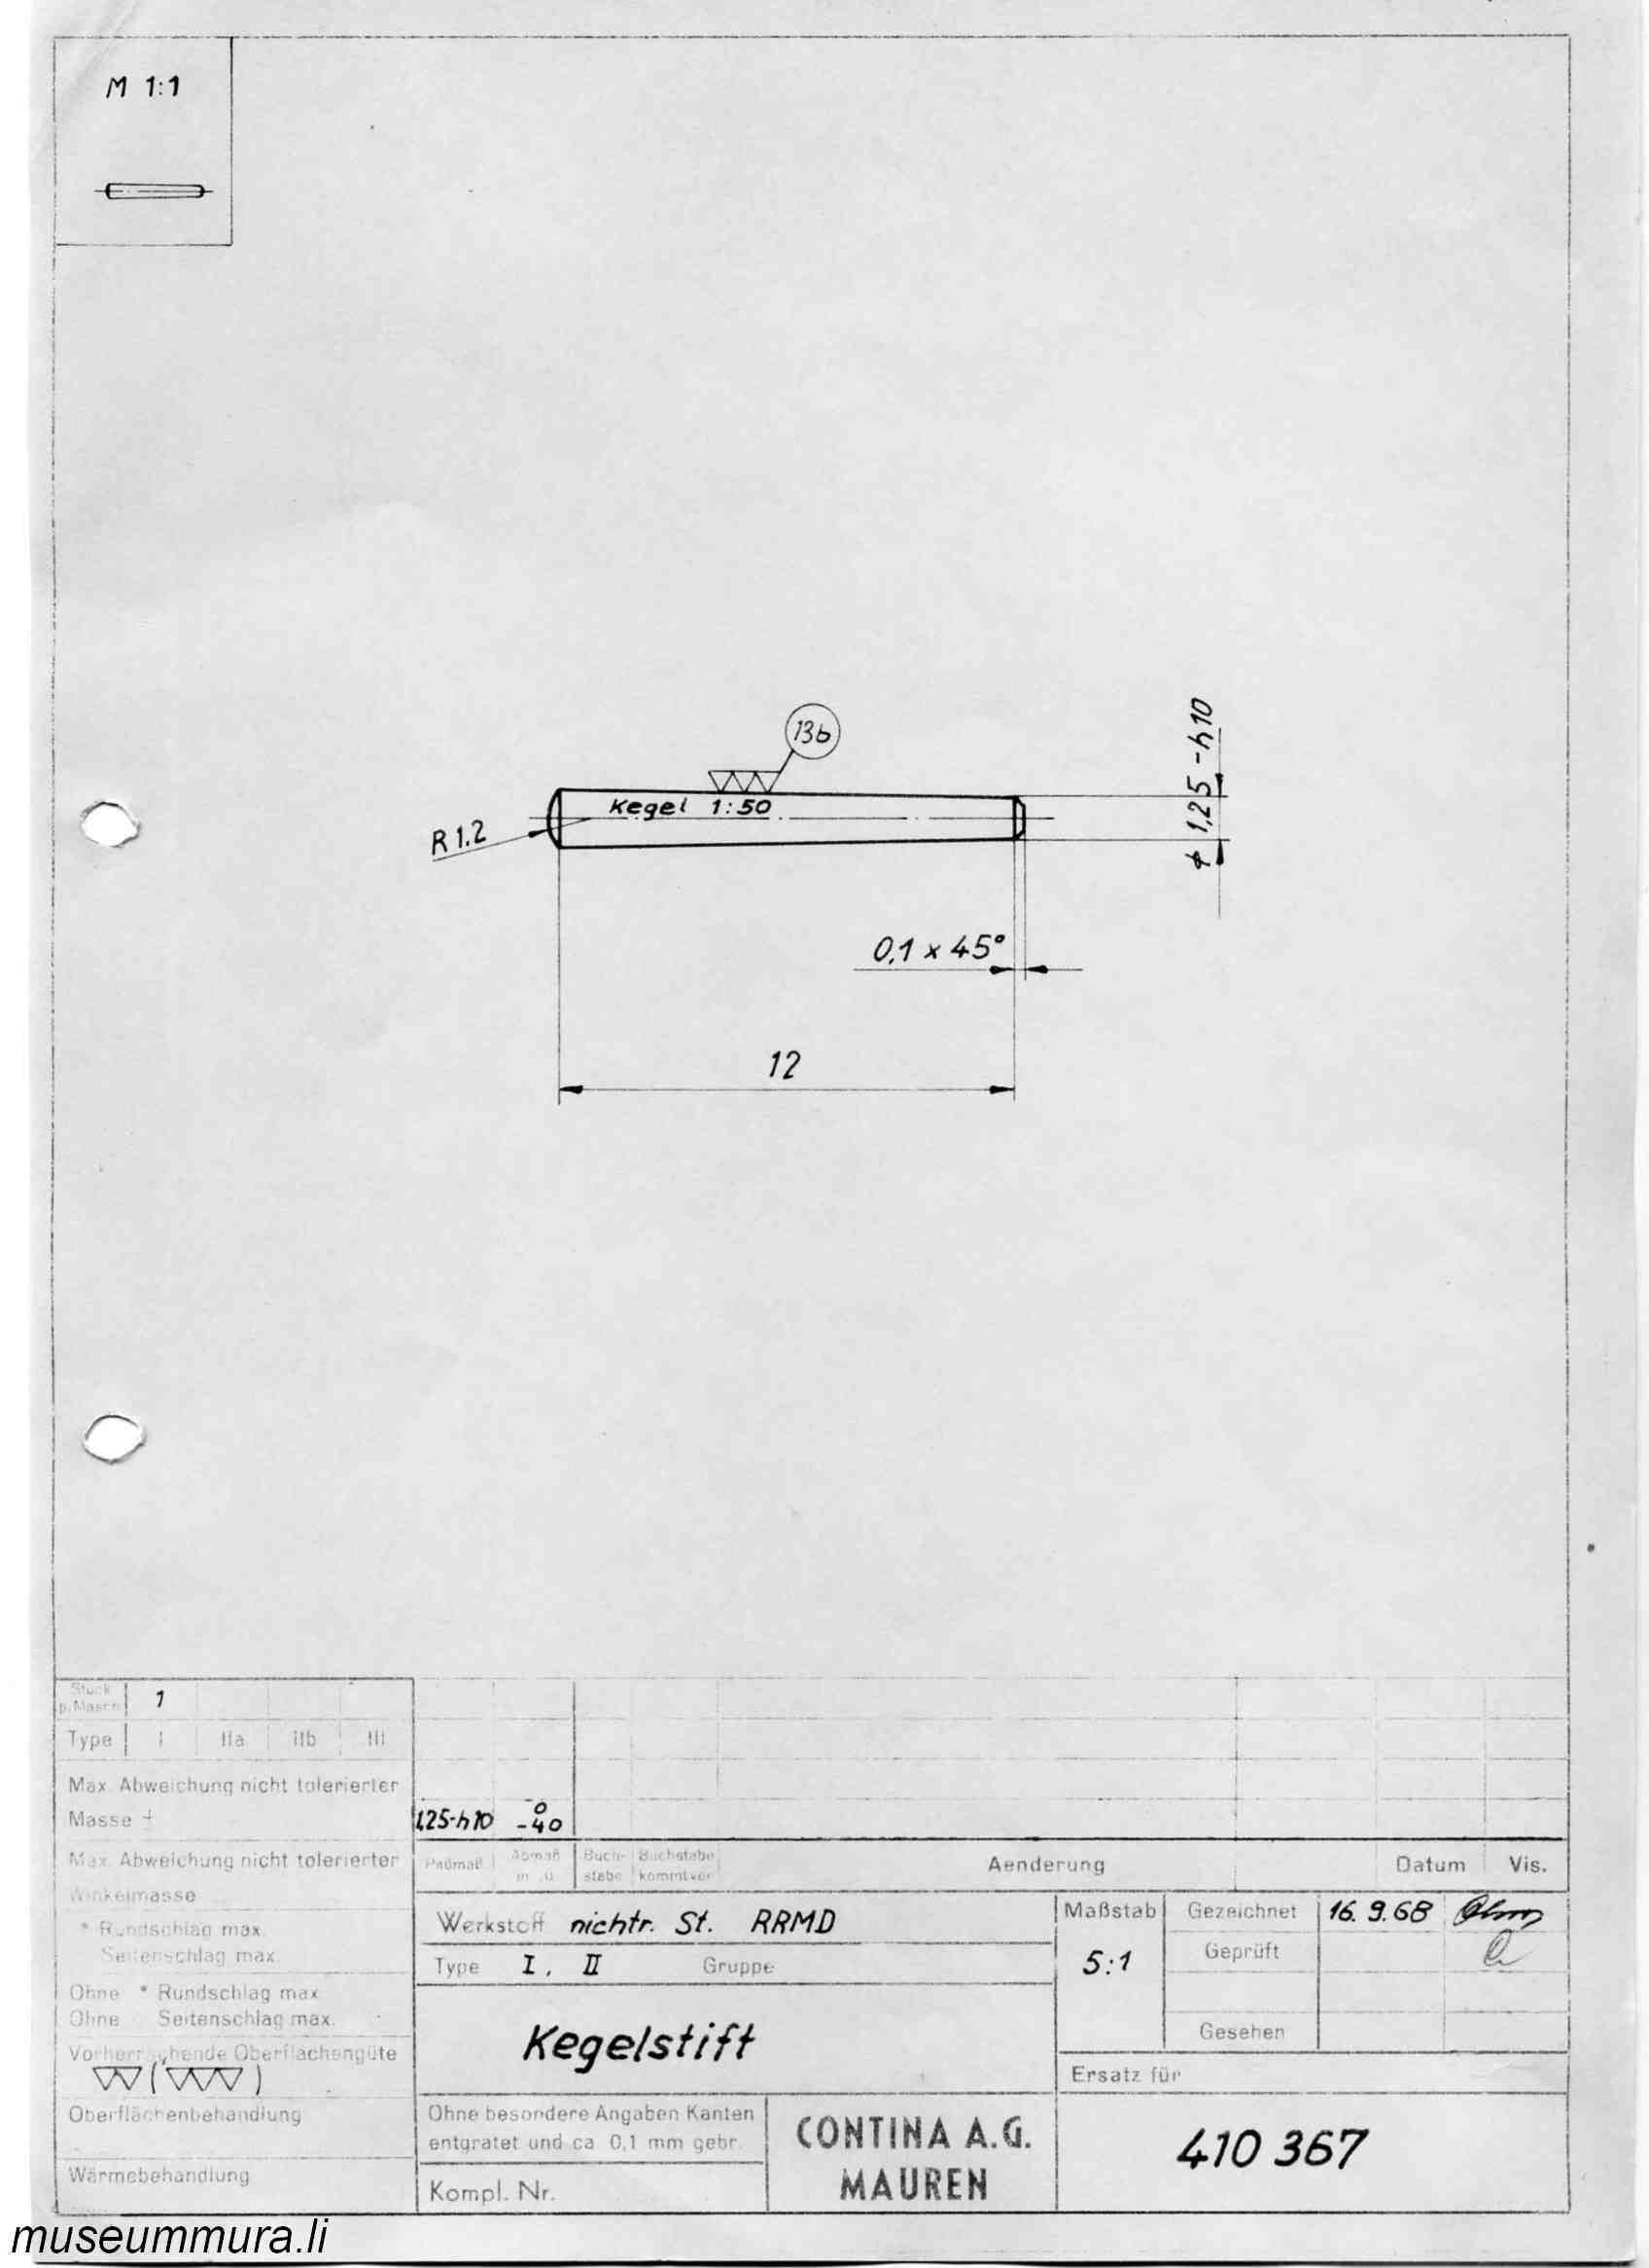 M 1:1
13b
Kegel 1:50
R 1,2
⌀ 1,25 -h10
0,1 x 45°
12
Stück
p. Masch 1
Type I IIa IIb III
Max. Abweichung nicht tolerierter
Masse ±
1,25-h10 -0 -40
Max. Abweichung nicht tolerierter
Winkelmasse
Paßmaß Abmaß Buch- Buchstabe Aenderung Datum Vis.
stabe kommt vor
* Rundschlag max.
Seitenschlag max.
Werkstoff nichtr. St. RRMD
Maßstab
5:1
Gezeichnet 16. 9. 68
Geprüft
Gesehen
Type I, II Gruppe
Ohne * Rundschlag max.
Ohne Seitenschlag max.
Kegelstift
Vorherrschende Oberflächengüte
Ersatz für
Oberflächenbehandlung
Ohne besondere Angaben Kanten
entgratet und ca 0,1 mm gebr.
CONTINA A.G.
MAUREN
410 367
Wärmebehandlung
Kompl. Nr.
museummura.li